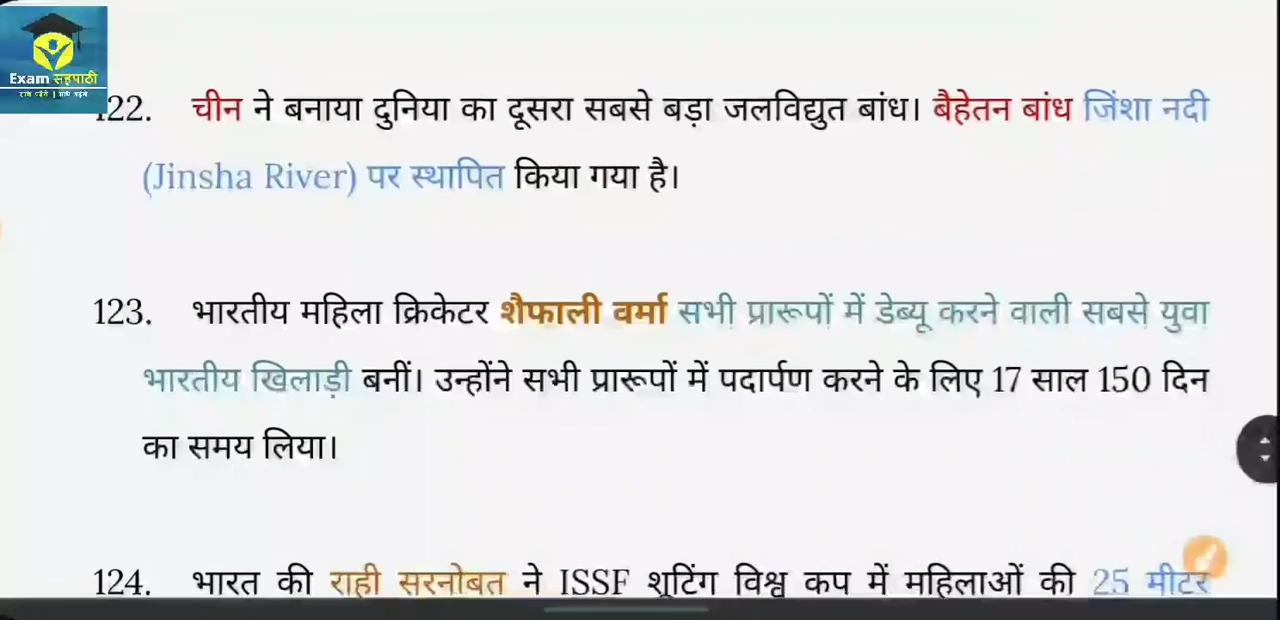 Exam सहपाठी
122. चीन ने बनाया दुनिया का दूसरा सबसे बड़ा जलविद्युत बांध। बैहेतन बांध जिंशा नदी
(Jinsha River) पर स्थापित किया गया है।
123. भारतीय महिला क्रिकेटर शैफाली वर्मा सभी प्रारूपों में डेब्यू करने वाली सबसे युवा
भारतीय खिलाड़ी बनीं। उन्होंने सभी प्रारूपों में पदार्पण करने के लिए 17 साल 150 दिन
का समय लिया।
124. भारत की राही सरनोबत ने ISSF शूटिंग विश्व कप में महिलाओं की 25 मीटर